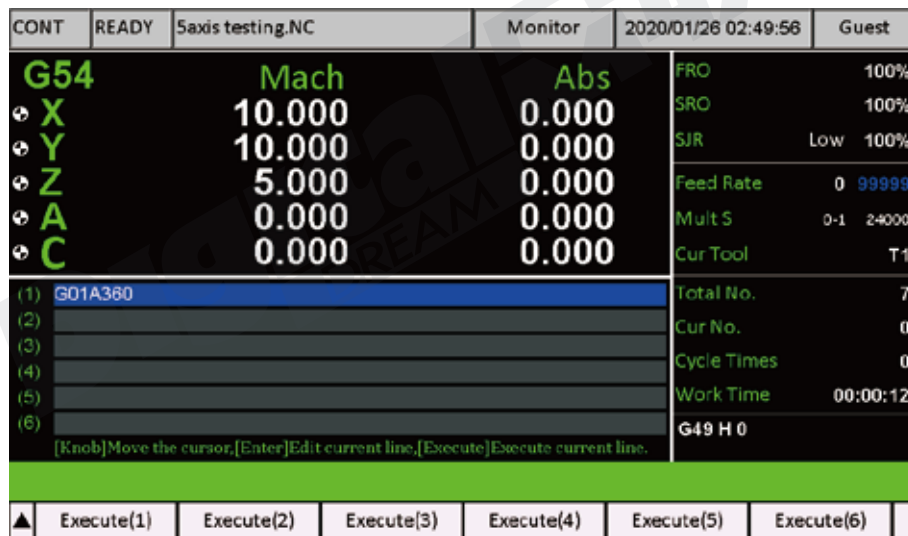 CONT READY 5axis testing.NC Monitor 2020/01/26 02:49:56 Guest
G54 Mach Abs
X 10.000 0.000
Y 10.000 0.000
Z 5.000 0.000
A 0.000 0.000
C 0.000 0.000
FRO 100%
SRO 100%
SJR Low 100%
Feed Rate 0 99999
Mult S 0-1 24000
Cur Tool T1
(1) G01A360
(2)
(3)
(4)
(5)
(6)
[Knob]Move the cursor,[Enter]Edit current line,[Execute]Execute current line.
Total No. 7
Cur No. 0
Cycle Times 0
Work Time 00:00:12
G49 H 0
▲ Execute(1) Execute(2) Execute(3) Execute(4) Execute(5) Execute(6)
DREAM